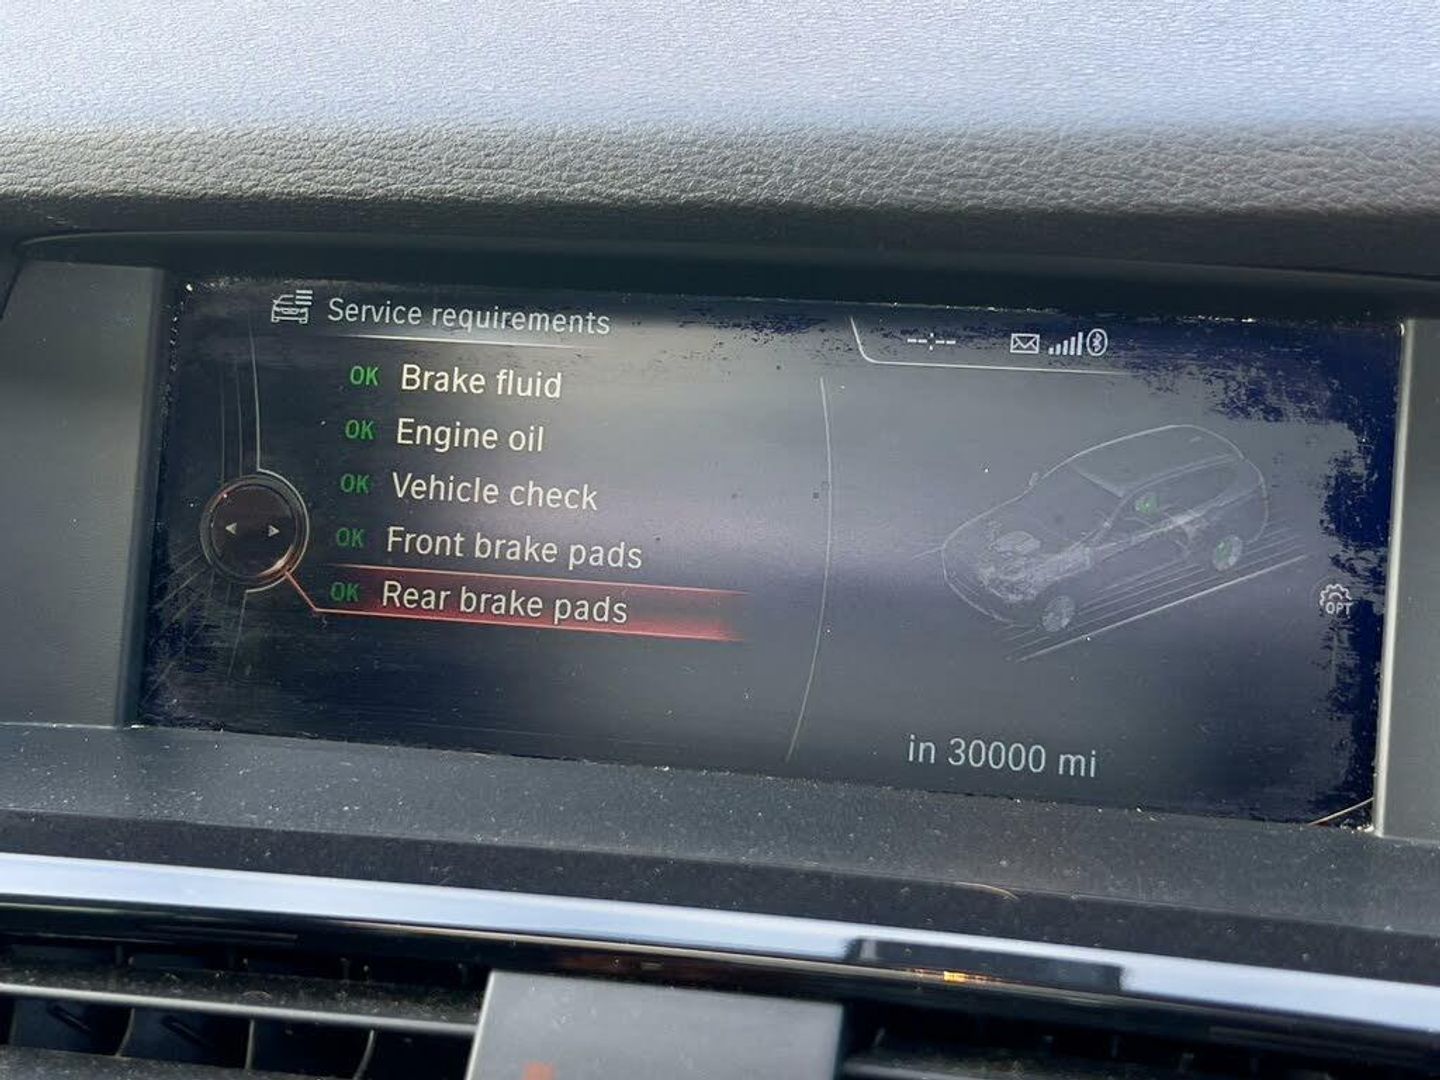 Service requirements
--:--
OK Brake fluid
OK Engine oil
OK Vehicle check
OK Front brake pads
OK Rear brake pads
OPT
in 30000 mi